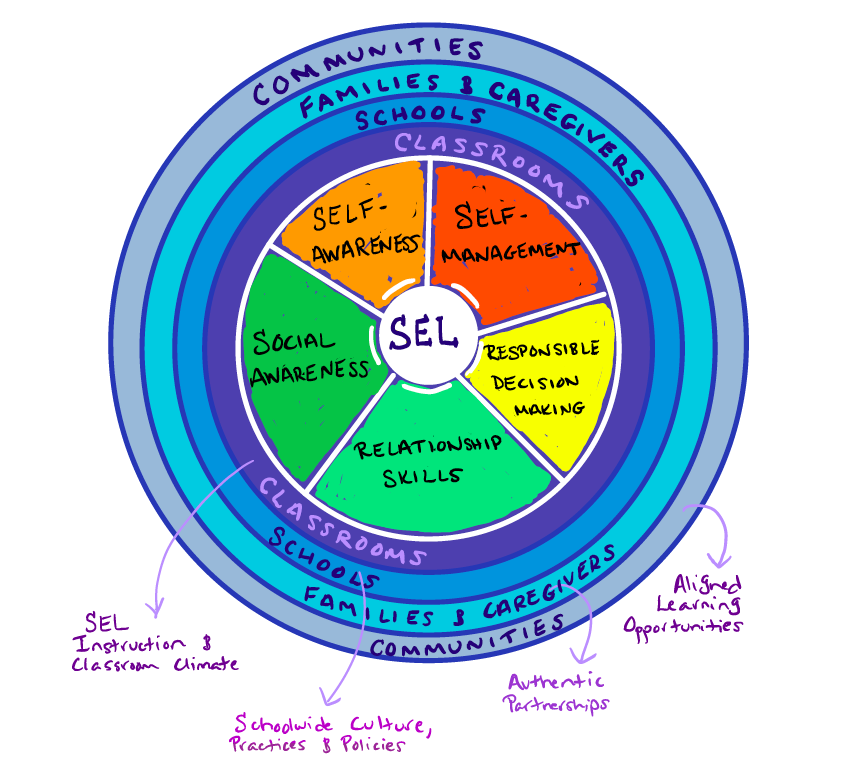 COMMUNITIES
FAMILIES & CAREGIVERS
SCHOOLS
CLASSROOMS
SELF-
AWARENESS
SELF-
MANAGEMENT
SEL
SOCIAL
AWARENESS
RESPONSIBLE
DECISION
MAKING
RELATIONSHIP
SKILLS
CLASSROOMS
SCHOOLS
FAMILIES & CAREGIVERS
COMMUNITIES
SEL
Instruction &
Classroom Climate
Schoolwide Culture,
Practices & Policies
Authentic
Partnerships
Aligned
Learning
Opportunities